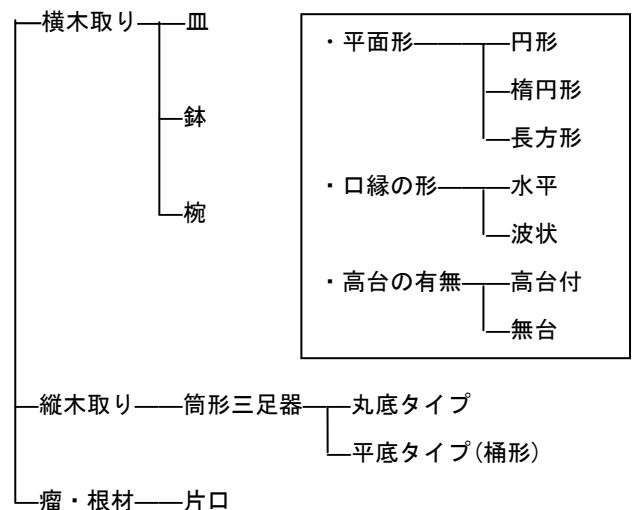 横木取り 皿
鉢
椀
・平面形 円形
楕円形
長方形
・口縁の形 水平
波状
・高台の有無 高台付
無台
縦木取り 筒形三足器 丸底タイプ
平底タイプ(桶形)
瘤・根材 片口